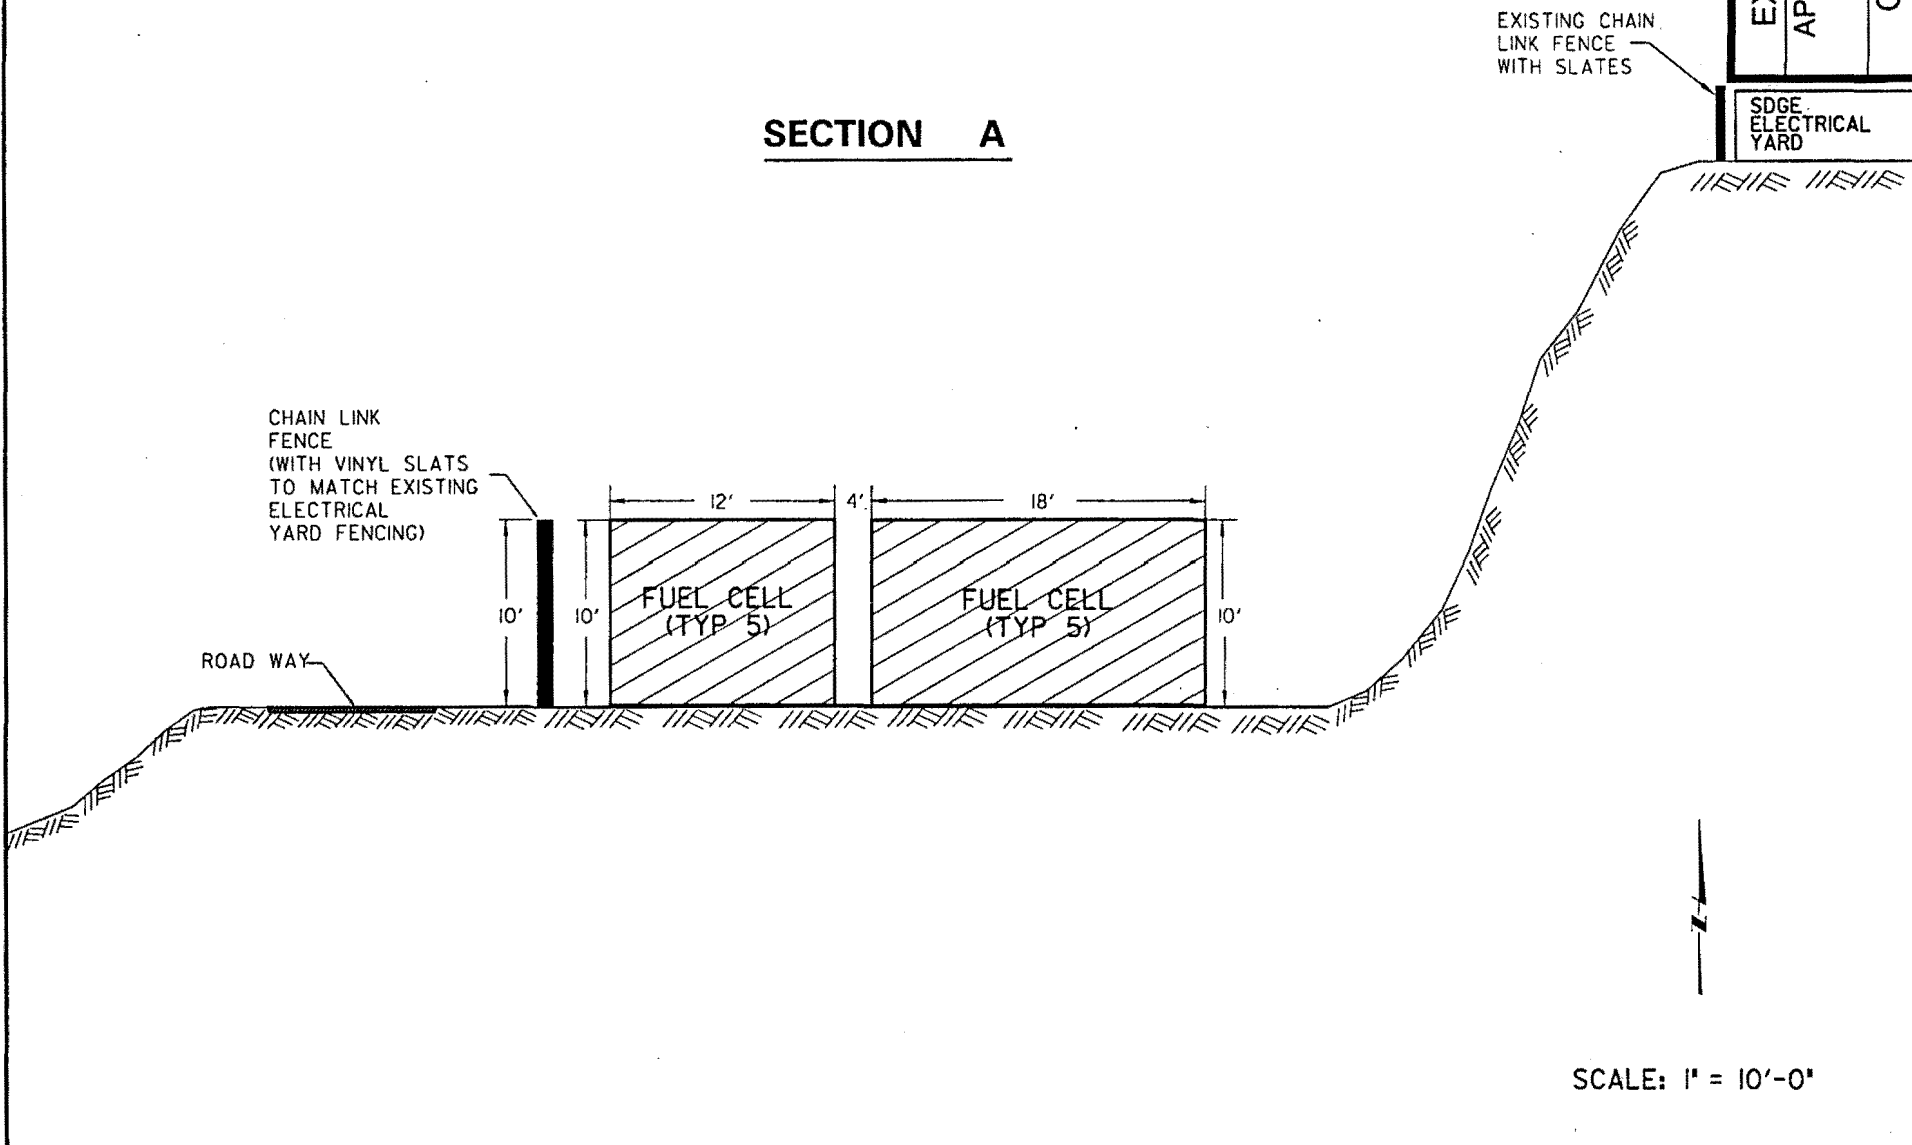 EXISTING CHAIN
LINK FENCE
WITH SLATES
EX
AP
SDGE
ELECTRICAL
YARD
SECTION A
CHAIN LINK
FENCE
(WITH VINYL SLATS
TO MATCH EXISTING
ELECTRICAL
YARD FENCING)
12'
4'
18'
10'
10'
FUEL CELL
(TYP 5)
FUEL CELL
(TYP 5)
10'
ROAD WAY
N
SCALE: 1" = 10'-0"